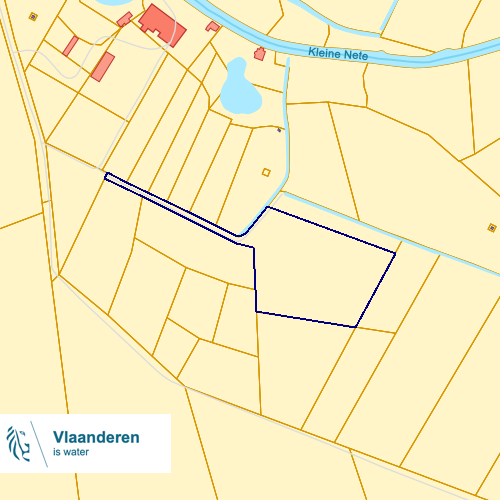 Kleine Nete
Vlaanderen
is water